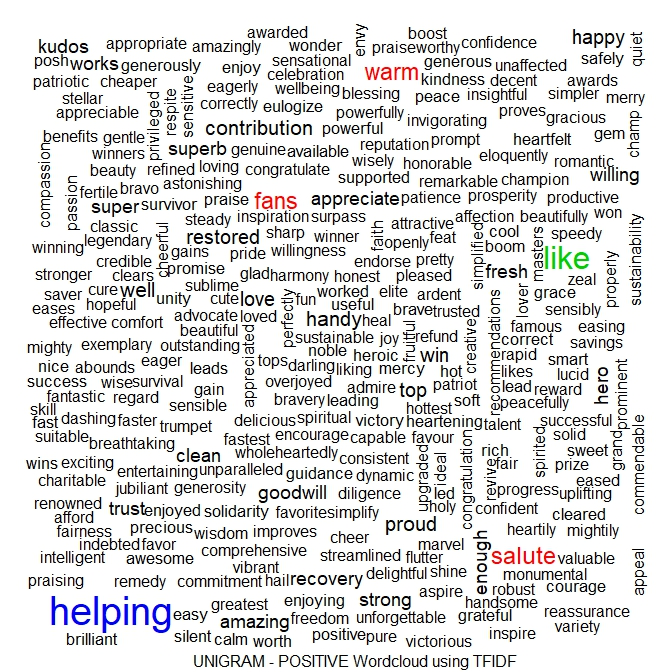 awarded
envy
boost
kudos appropriate amazingly wonder praiseworthy confidence happy quiet
posh works generously enjoy sensational generous unaffected safely
patriotic cheaper eagerly celebration warm kindness decent awards
stellar sensitive respite privileged correctly wellbeing blessing peace insightful simpler merry
appreciable eulogize powerfully invigorating proves gracious champ
benefits gentle contribution powerful reputation prompt heartfelt gem
winners superb genuine available wisely honorable eloquently romantic
compassion beauty refined loving congratulate supported remarkable champion willing
passion fertile bravo astonishing
super survivor praise fans appreciate patience prosperity productive
classic steady inspiration surpass attractive affection beautifully won
legendary cheerful restored sharp winner faith openly feat simplified cool masters speedy sustainability
winning credible gains pride willingness endorse pretty boom like
stronger clears promise glad harmony honest pleased fresh zeal properly
saver cure well sublime unity cute love fun worked elite ardent lover grace
eases hopeful advocate loved perfectly useful brave trusted sensibly
effective comfort beautiful handy heal recommendations famous easing
mighty exemplary outstanding sustainable joy fruitful refund creative correct savings
nice abounds eager leads appreciated tops noble heroic win rapid smart
success wise survival darling liking mercy hot likes lucid hero
fantastic regard gain overjoyed admire top patriot lead reward prominent
skill sensible bravery leading hottest soft peacefully
fast dashing faster trumpet delicious spiritual victory heartening talent successful
suitable breathtaking fastest encourage capable favour spirited solid grand commendable
clean wholeheartedly rich sweet
wins exciting entertaining unparalleled guidance consistent upgraded ideal congratulation revive fair prize
charitable jubiliant generosity dynamic progress eased
goodwill diligence led uplifting
renowned trust enjoyed solidarity favorite simplify holy confident cleared
afford fairness precious wisdom improves proud heartily mightily
indebted favor comprehensive cheer marvel enough
intelligent awesome streamlined flutter salute valuable appeal
vibrant delightful shine monumental
praising remedy commitment hail recovery aspire robust courage
helping easy greatest enjoying strong handsome reassurance
amazing freedom unforgettable grateful variety
brilliant silent calm worth positive pure victorious inspire
UNIGRAM - POSITIVE Wordcloud using TFIDF